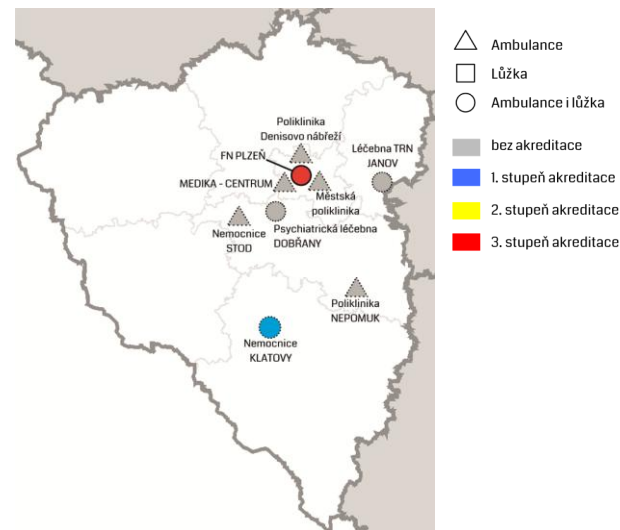 Poliklinika
Denisovo nábřeží
FN PLZEŇ
Léčebna TRN
JANOV
MEDIKA - CENTRUM
Městská
poliklinika
Nemocnice
STOD
Psychiatrická léčebna
DOBŘANY
Poliklinika
NEPOMUK
Nemocnice
KLATOVY
Ambulance
Lůžka
Ambulance i lůžka
bez akreditace
1. stupeň akreditace
2. stupeň akreditace
3. stupeň akreditace